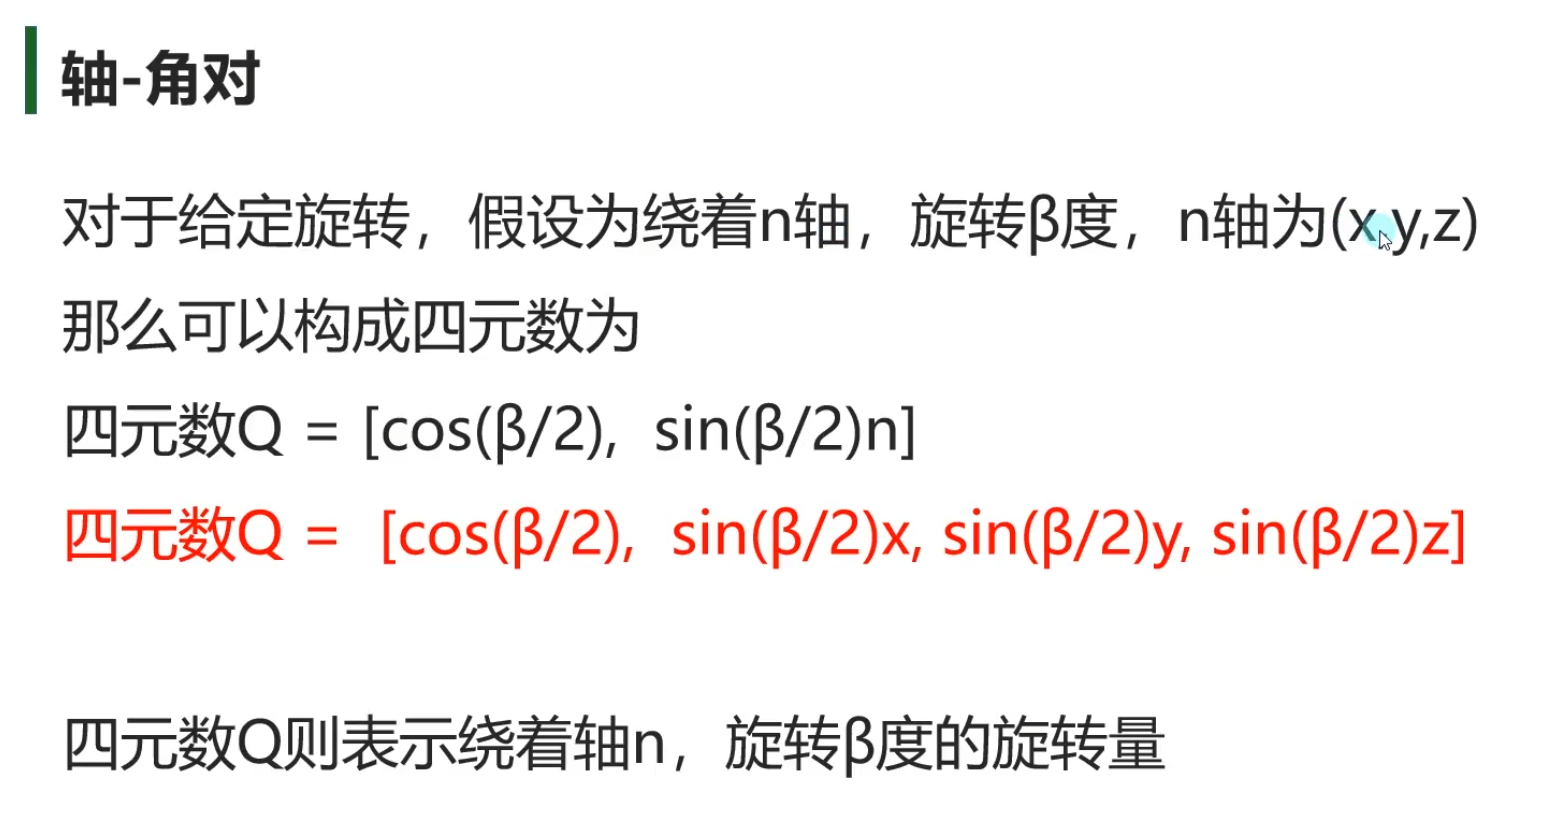 轴-角对
对于给定旋转，假设为绕着n轴，旋转β度，n轴为(x,y,z)
那么可以构成四元数为
四元数Q = [cos(β/2),  sin(β/2)n]
四元数Q =  [cos(β/2),  sin(β/2)x, sin(β/2)y, sin(β/2)z]
四元数Q则表示绕着轴n，旋转β度的旋转量